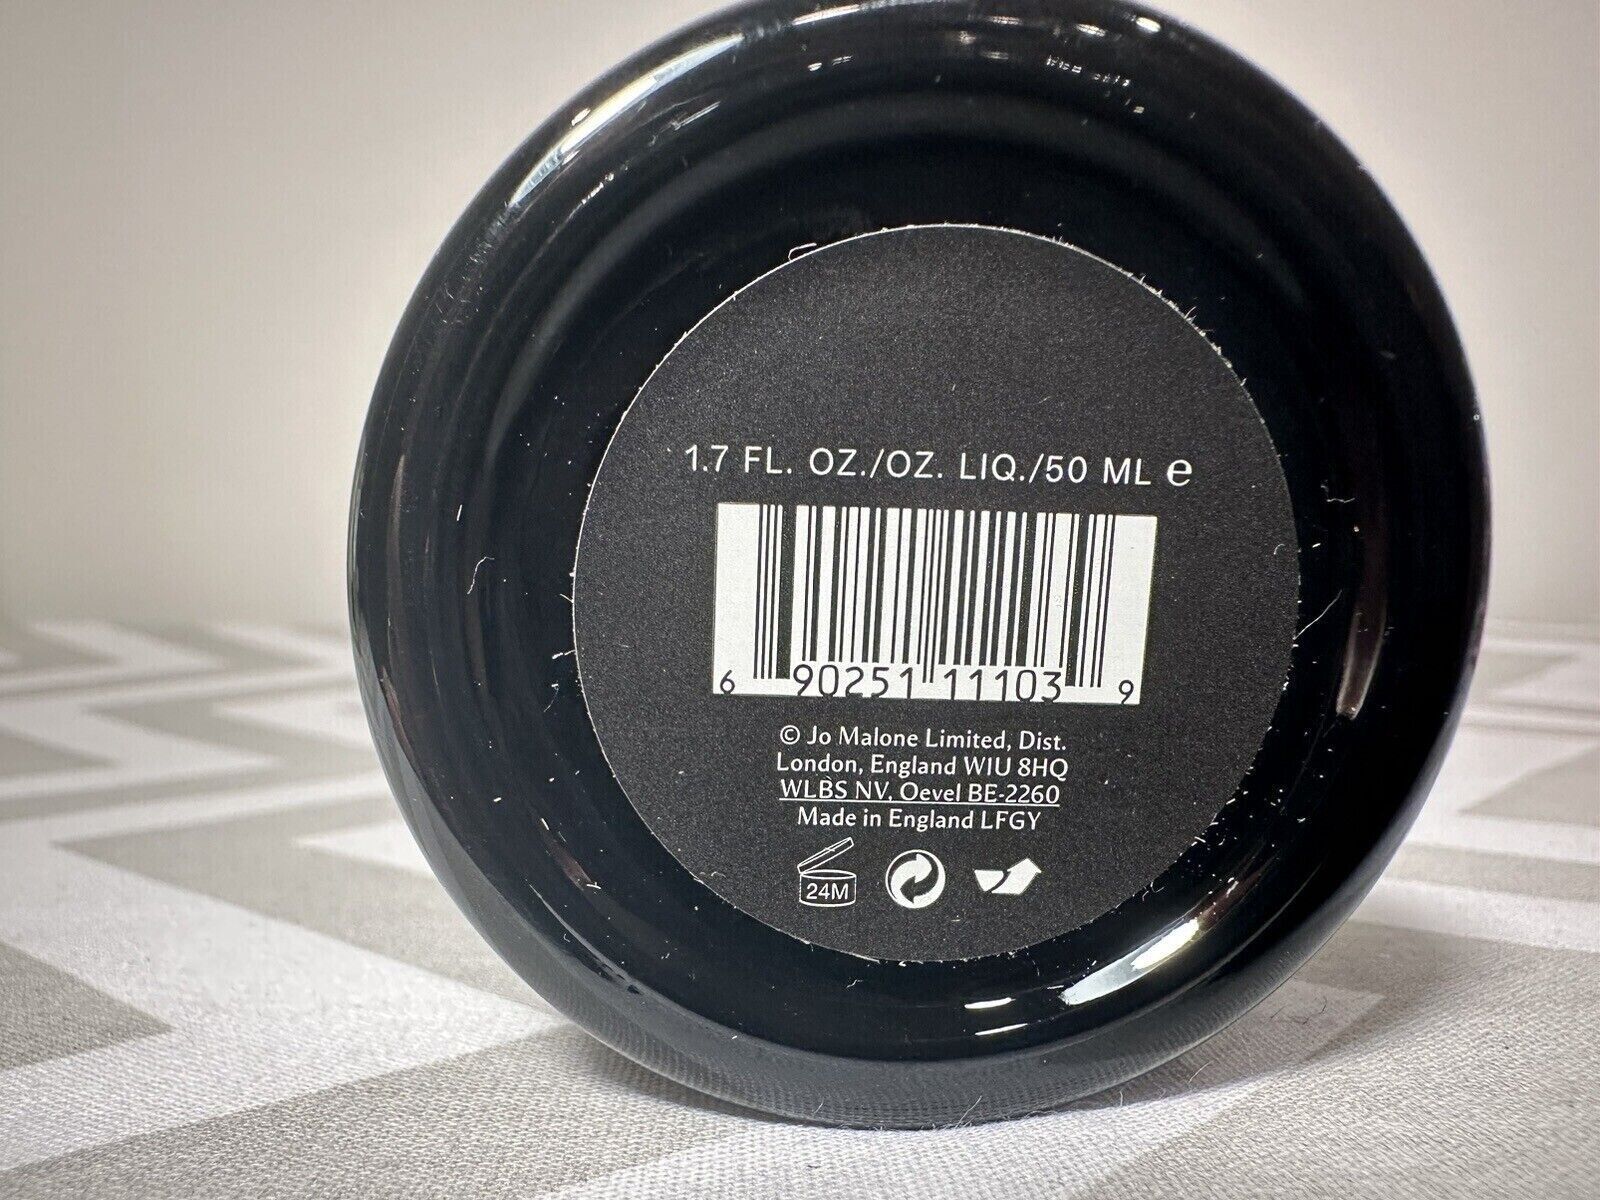 1.7 FL. OZ./OZ. LIQ./50 ML ℮
6 90251 11103 9
© Jo Malone Limited, Dist.
London, England W1U 8HQ
WLBS NV, Oevel BE-2260
Made in England LFGY
24M